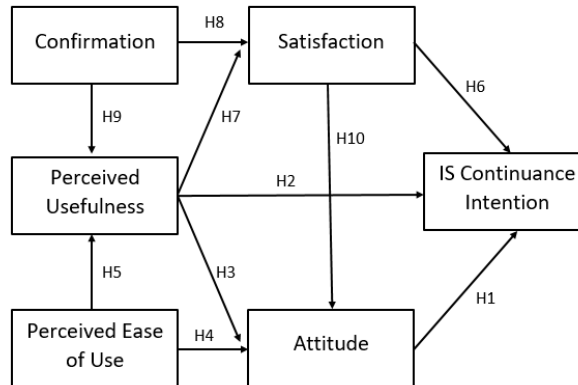 Confirmation
H8
Satisfaction
H6
H9
H7
H10
Perceived
Usefulness
H2
IS Continuance
Intention
H5
H3
H1
Perceived Ease
of Use
H4
Attitude